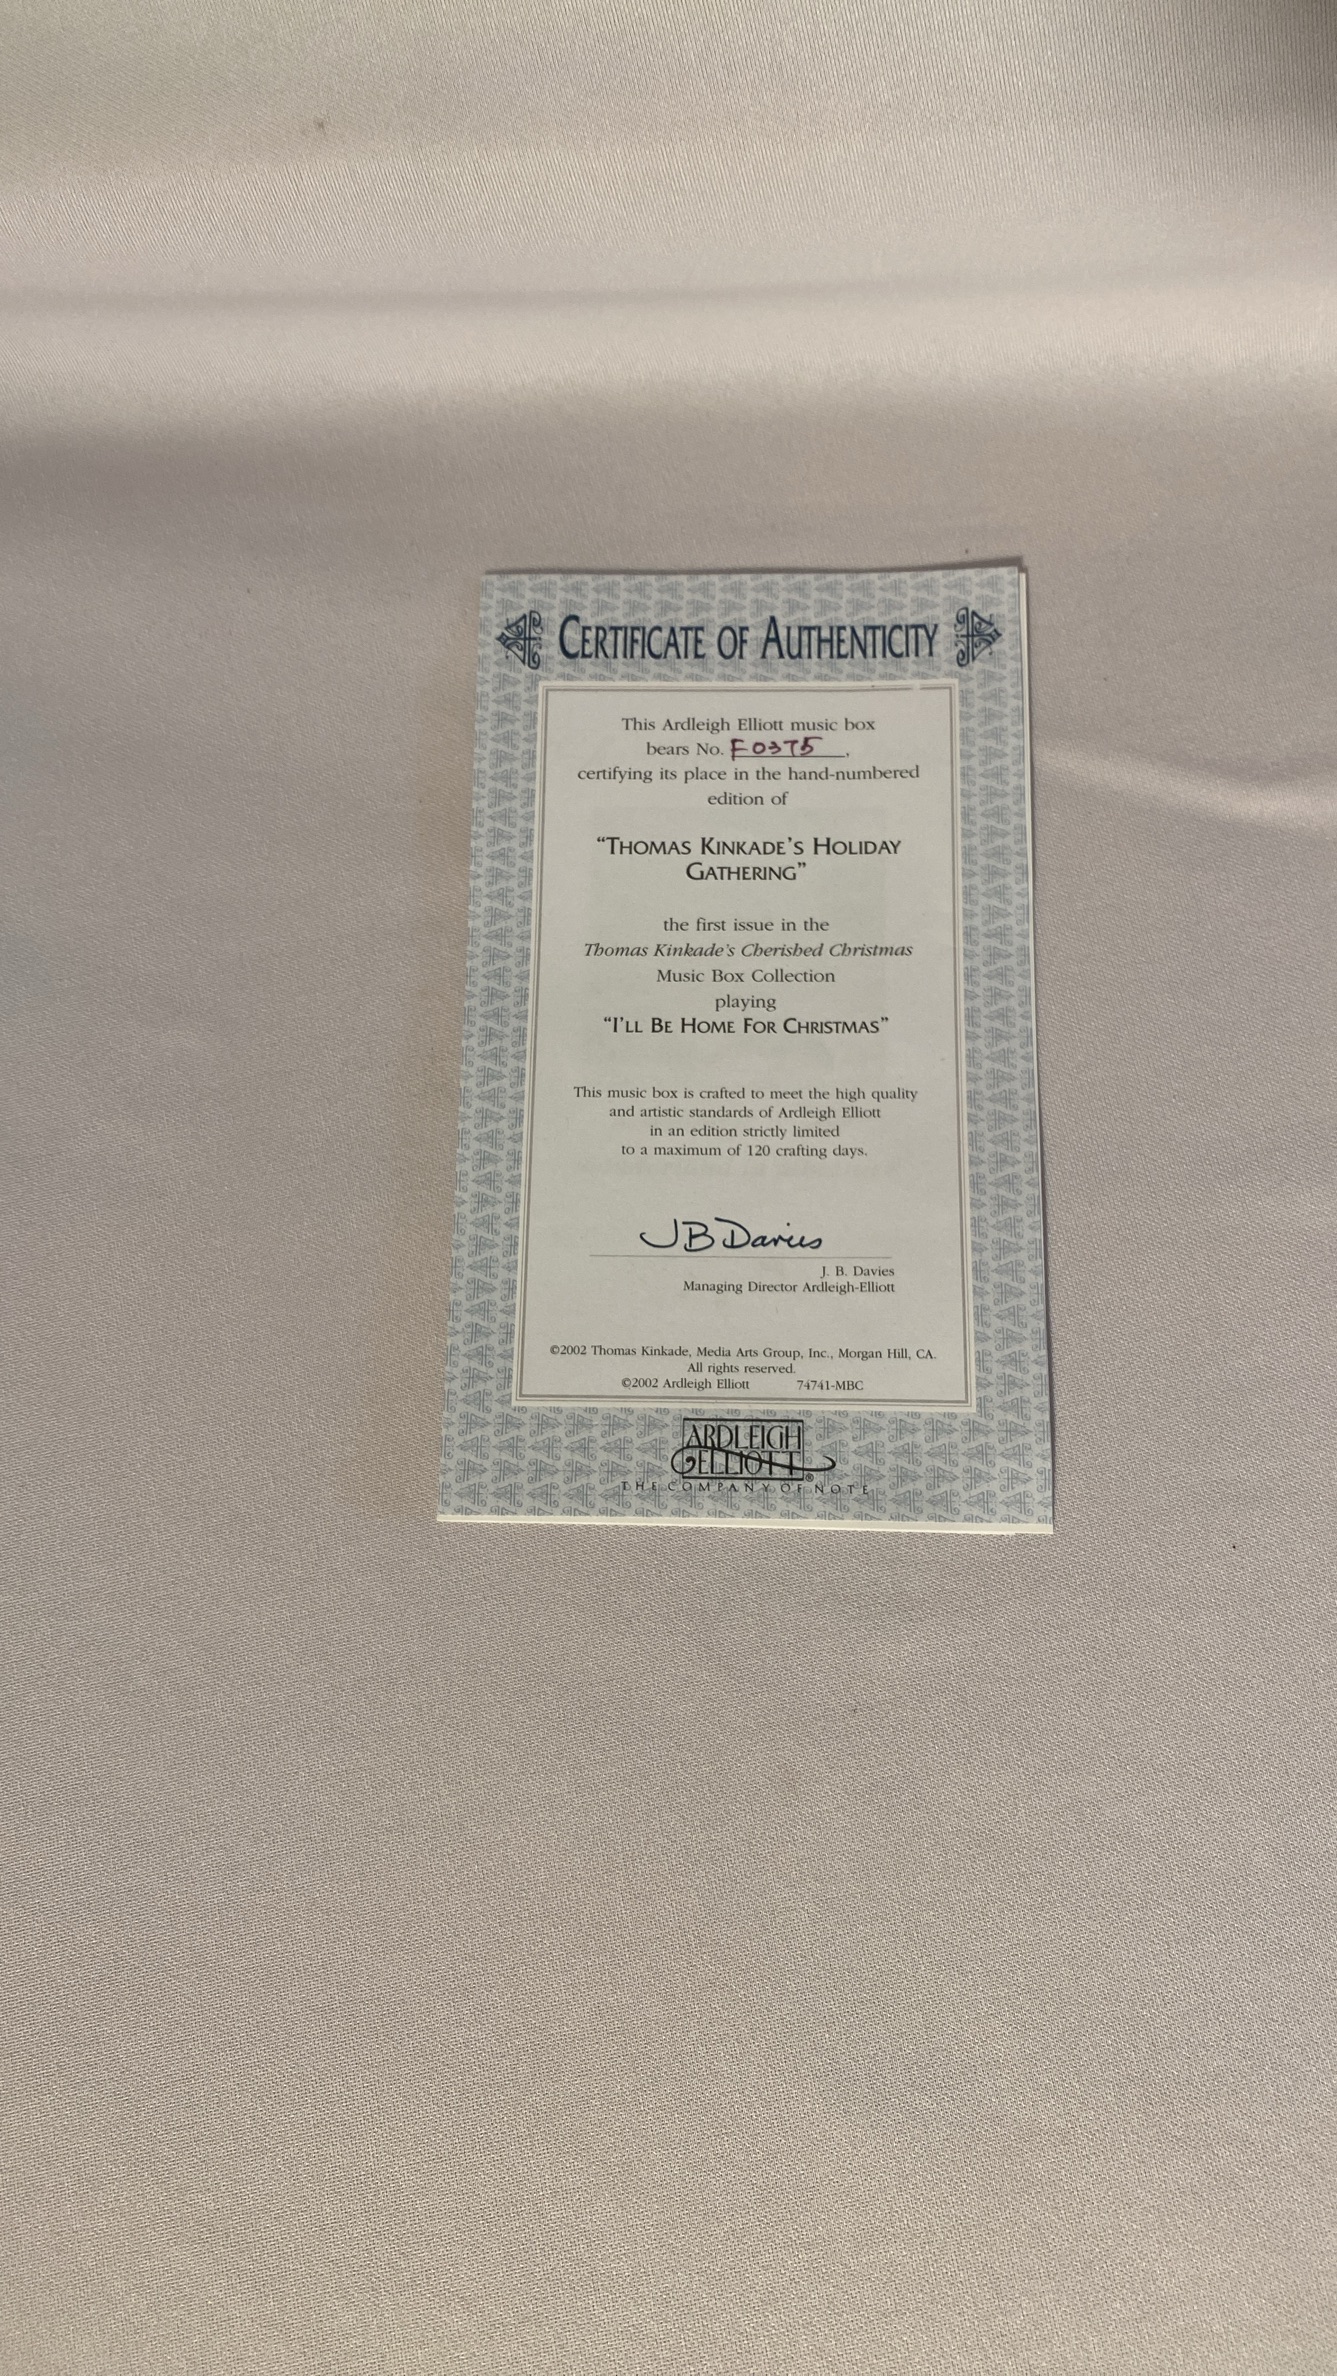 CERTIFICATE OF AUTHENTICITY
This Ardleigh Elliott music box
bears No. F0375,
certifying its place in the hand-numbered
edition of
“THOMAS KINKADE’S HOLIDAY
GATHERING”
the first issue in the
Thomas Kinkade’s Cherished Christmas
Music Box Collection
playing
“I’LL BE HOME FOR CHRISTMAS”
This music box is crafted to meet the high quality
and artistic standards of Ardleigh Elliott
in an edition strictly limited
to a maximum of 120 crafting days.
JB Davies
J. B. Davies
Managing Director Ardleigh-Elliott
©2002 Thomas Kinkade, Media Arts Group, Inc., Morgan Hill, CA.
All rights reserved.
©2002 Ardleigh Elliott 74741-MBC
ARDLEIGH
ELLIOTT®
THE COMPANY OF NOTE